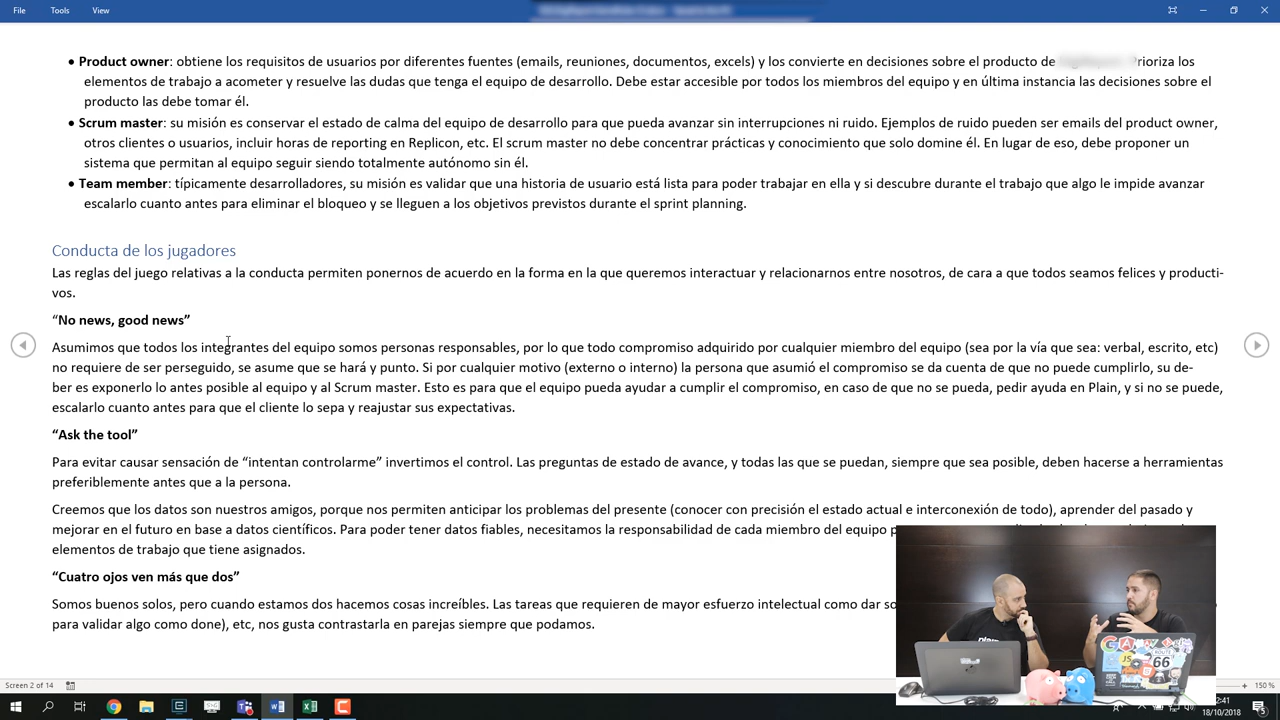 File Tools View
• Product owner: obtiene los requisitos de usuarios por diferentes fuentes (emails, reuniones, documentos, excels) y los convierte en decisiones sobre el producto de Prioriza los
elementos de trabajo a acometer y resuelve las dudas que tenga el equipo de desarrollo. Debe estar accesible por todos los miembros del equipo y en última instancia las decisiones sobre el
producto las debe tomar él.
• Scrum master: su misión es conservar el estado de calma del equipo de desarrollo para que pueda avanzar sin interrupciones ni ruido. Ejemplos de ruido pueden ser emails del product owner,
otros clientes o usuarios, incluir horas de reporting en Replicon, etc. El scrum master no debe concentrar prácticas y conocimiento que solo domine él. En lugar de eso, debe proponer un
sistema que permitan al equipo seguir siendo totalmente autónomo sin él.
• Team member: típicamente desarrolladores, su misión es validar que una historia de usuario está lista para poder trabajar en ella y si descubre durante el trabajo que algo le impide avanzar
escalarlo cuanto antes para eliminar el bloqueo y se lleguen a los objetivos previstos durante el sprint planning.
Conducta de los jugadores
Las reglas del juego relativas a la conducta permiten ponernos de acuerdo en la forma en la que queremos interactuar y relacionarnos entre nosotros, de cara a que todos seamos felices y producti-
vos.
“No news, good news”
Asumimos que todos los integrantes del equipo somos personas responsables, por lo que todo compromiso adquirido por cualquier miembro del equipo (sea por la vía que sea: verbal, escrito, etc)
no requiere de ser perseguido, se asume que se hará y punto. Si por cualquier motivo (externo o interno) la persona que asumió el compromiso se da cuenta de que no puede cumplirlo, su de-
ber es exponerlo lo antes posible al equipo y al Scrum master. Esto es para que el equipo pueda ayudar a cumplir el compromiso, en caso de que no se pueda, pedir ayuda en Plain, y si no se puede,
escalarlo cuanto antes para que el cliente lo sepa y reajustar sus expectativas.
“Ask the tool”
Para evitar causar sensación de “intentan controlarme” invertimos el control. Las preguntas de estado de avance, y todas las que se puedan, siempre que sea posible, deben hacerse a herramientas
preferiblemente antes que a la persona.
Creemos que los datos son nuestros amigos, porque nos permiten anticipar los problemas del presente (conocer con precisión el estado actual e interconexión de todo), aprender del pasado y
mejorar en el futuro en base a datos científicos. Para poder tener datos fiables, necesitamos la responsabilidad de cada miembro del equipo
elementos de trabajo que tiene asignados.
“Cuatro ojos ven más que dos”
Somos buenos solos, pero cuando estamos dos hacemos cosas increíbles. Las tareas que requieren de mayor esfuerzo intelectual como dar
para validar algo como done), etc, nos gusta contrastarla en parejas siempre que podamos.
JS
ROUTE
66
Screen 2 of 14
150 %
2:41
18/10/2018